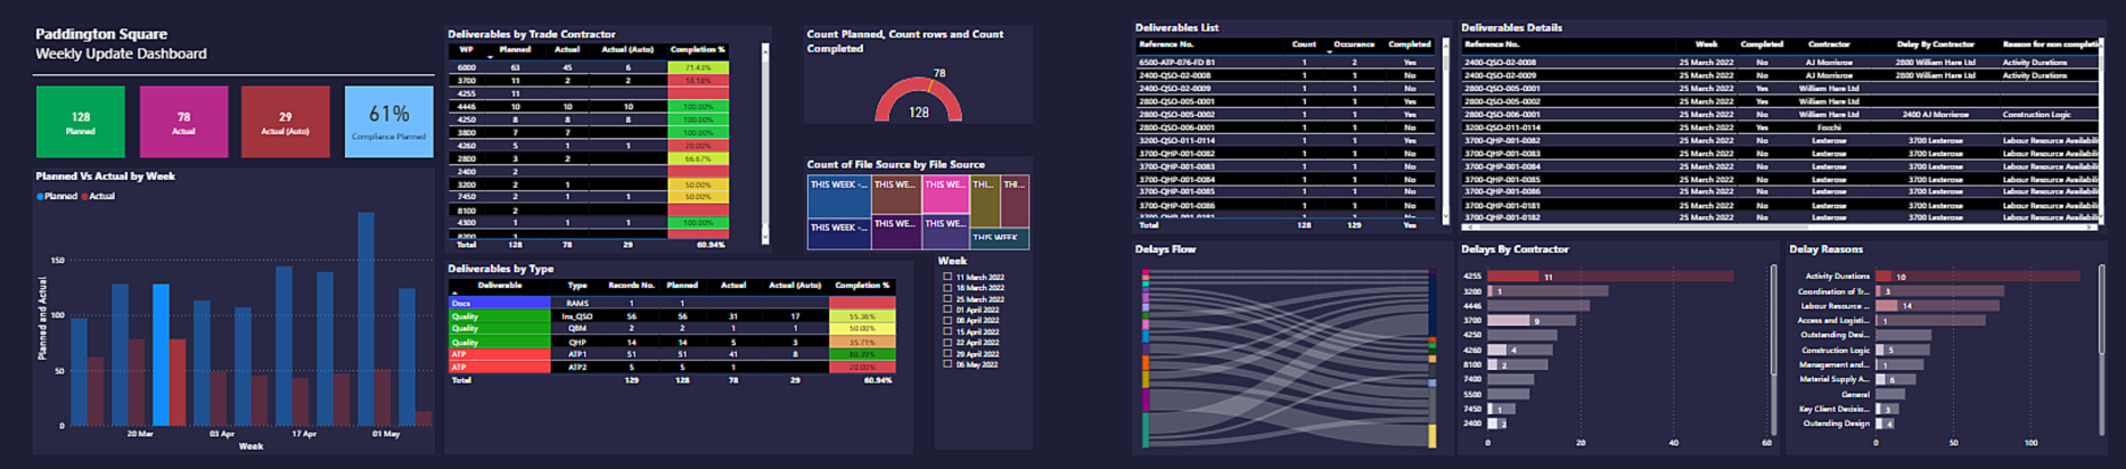 Paddington Square
Weekly Update Dashboard
128
Planned
78
Actual
29
Actual (Auto)
61%
Compliance Planned
Planned Vs Actual by Week
Planned Actual
Planned and Actual
150
100
50
0
20 Mar 03 Apr 17 Apr 01 May
Week
Deliverables by Trade Contractor
WP Planned Actual Actual (Auto) Completion %
6000 63 45 6 71.43%
3700 11 2 2 18.18%
4255 11
4446 10 10 10 100.00%
4250 8 8 8 100.00%
3800 7 7 100.00%
4260 5 1 1 20.00%
2800 3 2 66.67%
2400 2
3200 2 1 50.00%
7450 2 1 1 50.00%
8100 2
4300 1 1 1 100.00%
8200 1
Total 128 78 29 60.94%
Deliverables by Type
Deliverable Type Records No. Planned Actual Actual (Auto) Completion %
Docs RAMS 1 1
Quality Ins_QSO 56 56 31 17 55.36%
Quality QBM 2 2 1 1 50.00%
Quality QHP 14 14 5 3 35.71%
ATP ATP1 51 51 41 8 80.39%
ATP ATP2 5 5 1 20.00%
Total 129 128 78 29 60.94%
Count Planned, Count rows and Count
Completed
78
128
Count of File Source by File Source
THIS WEEK -... THIS WE... THIS WE... THI... THI...
THIS WEEK -... THIS WE... THIS WE... THIS WEEK
Week
11 March 2022
18 March 2022
25 March 2022
01 April 2022
08 April 2022
15 April 2022
22 April 2022
29 April 2022
06 May 2022
Deliverables List
Reference No. Count Occurence Completed
6500-ATP-076-FD B1 1 2 Yes
2400-QSO-02-0008 1 1 No
2400-QSO-02-0009 1 1 No
2800-QSO-005-0001 1 1 Yes
2800-QSO-005-0002 1 1 Yes
2800-QSO-006-0001 1 1 No
3200-QSO-011-0114 1 1 Yes
3700-QHP-001-0082 1 1 No
3700-QHP-001-0083 1 1 No
3700-QHP-001-0084 1 1 No
3700-QHP-001-0085 1 1 No
3700-QHP-001-0086 1 1 No
3700-QHP-001-0181 1 1 No
Total 128 129 Yes
Deliverables Details
Reference No. Week Completed Contractor Delay By Contractor Reason for non completi
2400-QSO-02-0008 25 March 2022 No AJ Morrisroe 2800 William Hare Ltd Activity Durations
2400-QSO-02-0009 25 March 2022 No AJ Morrisroe 2800 William Hare Ltd Activity Durations
2800-QSO-005-0001 25 March 2022 Yes William Hare Ltd
2800-QSO-005-0002 25 March 2022 Yes William Hare Ltd
2800-QSO-006-0001 25 March 2022 No William Hare Ltd 2400 AJ Morrisroe Construction Logic
3200-QSO-011-0114 25 March 2022 Yes Focchi
3700-QHP-001-0082 25 March 2022 No Lesterose 3700 Lesterose Labour Resource Availabili
3700-QHP-001-0083 25 March 2022 No Lesterose 3700 Lesterose Labour Resource Availabili
3700-QHP-001-0084 25 March 2022 No Lesterose 3700 Lesterose Labour Resource Availabili
3700-QHP-001-0085 25 March 2022 No Lesterose 3700 Lesterose Labour Resource Availabili
3700-QHP-001-0086 25 March 2022 No Lesterose 3700 Lesterose Labour Resource Availabili
3700-QHP-001-0181 25 March 2022 No Lesterose 3700 Lesterose Labour Resource Availabili
3700-QHP-001-0182 25 March 2022 No Lesterose 3700 Lesterose Labour Resource Availabili
Delays Flow
Delays By Contractor
4255 11
3200 1
4446
3700 9
4250
4260 4
8100 2
7400
5500
7450 1
2400 2
0 20 40 60
Delay Reasons
Activity Durations 10
Coordination of Tr... 3
Labour Resource ... 14
Access and Logisti... 1
Outstanding Desi...
Construction Logic 5
Management and... 1
Material Supply A... 6
General
Key Client Decisio... 3
Outending Design 4
0 50 100